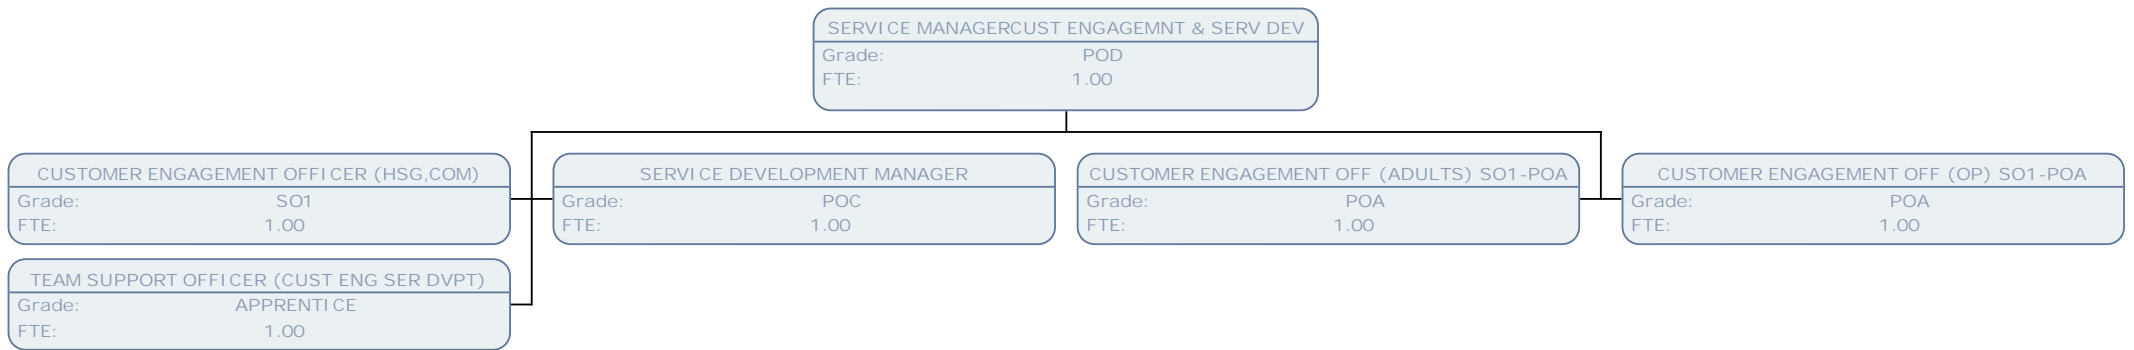 SERVICE MANAGERCUST ENGAGEMNT & SERV DEV
Grade: POD
FTE: 1.00
CUSTOMER ENGAGEMENT OFFICER (HSG,COM)
Grade: SO1
FTE: 1.00
SERVICE DEVELOPMENT MANAGER
Grade: POC
FTE: 1.00
CUSTOMER ENGAGEMENT OFF (ADULTS) SO1-POA
Grade: POA
FTE: 1.00
CUSTOMER ENGAGEMENT OFF (OP) SO1-POA
Grade: POA
FTE: 1.00
TEAM SUPPORT OFFICER (CUST ENG SER DVPT)
Grade: APPRENTICE
FTE: 1.00